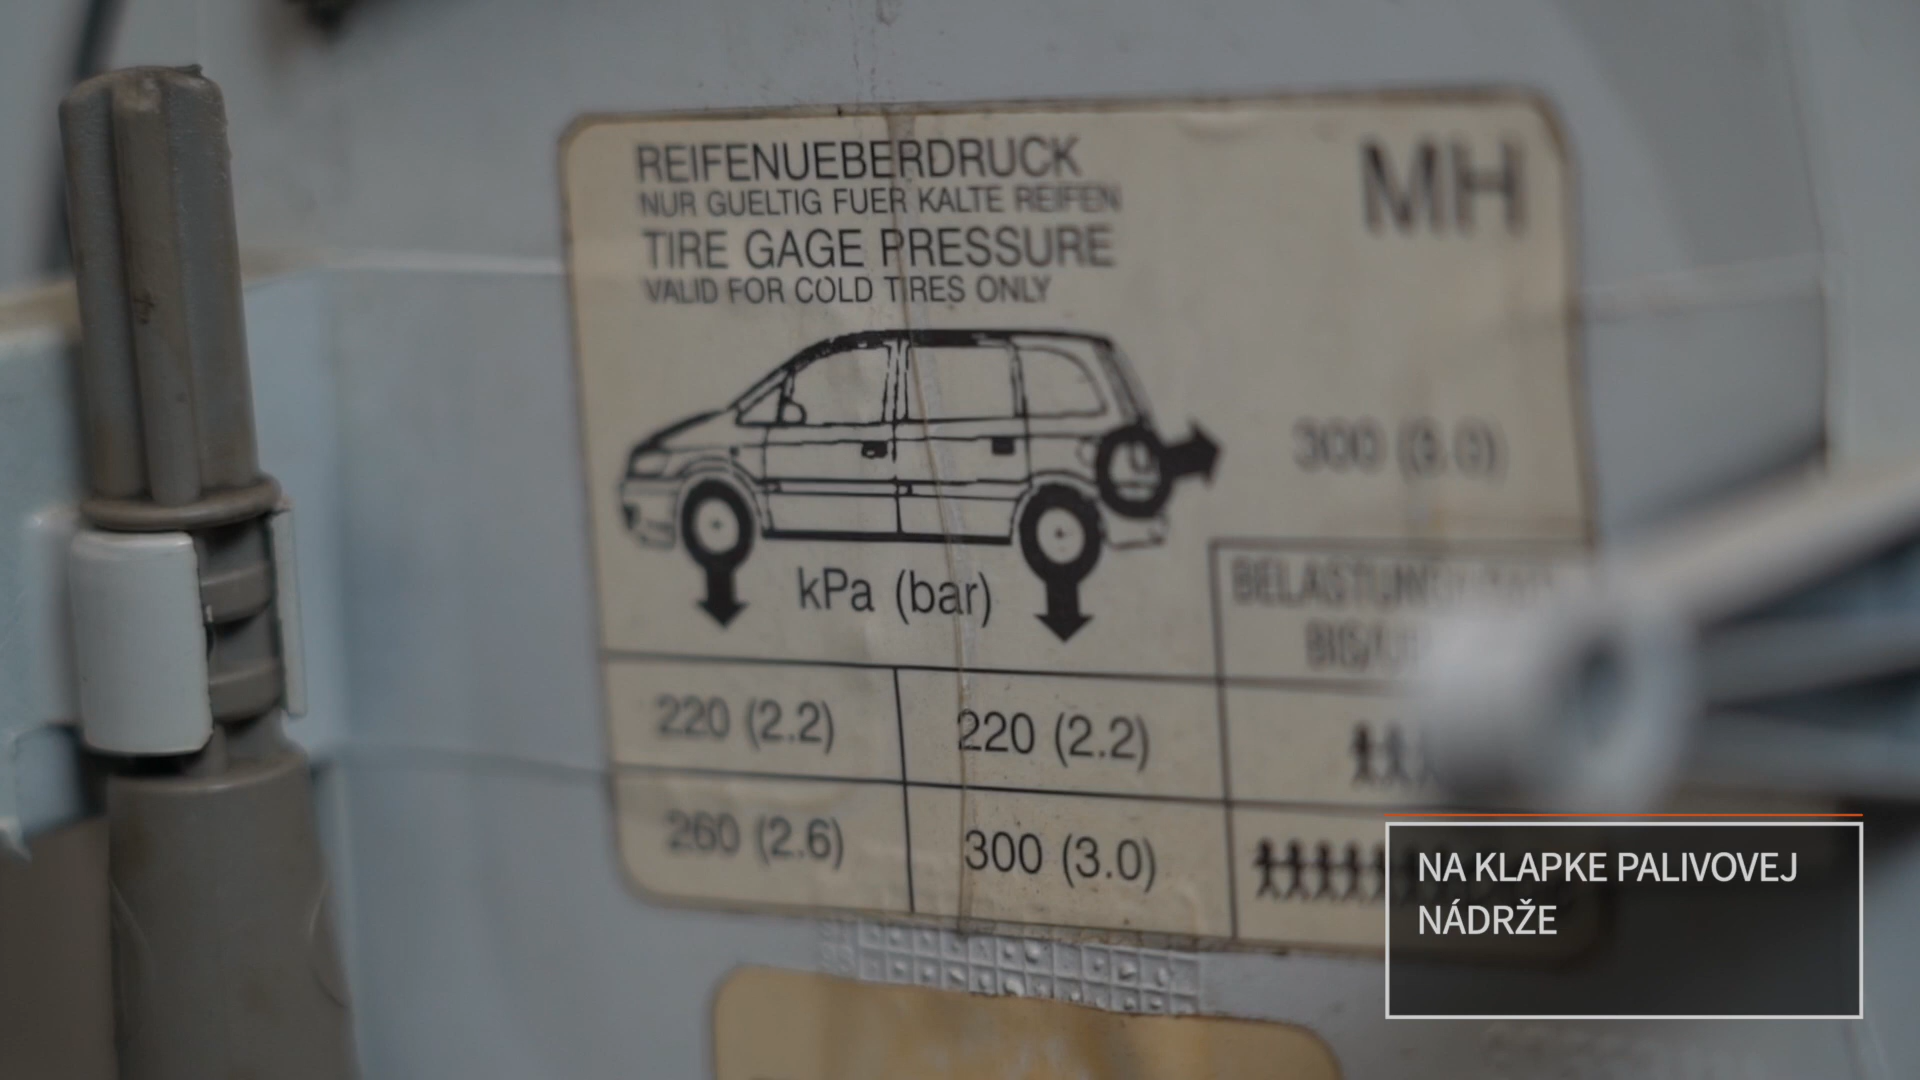 REIFENUEBERDRUCK
NUR GUELTIG FUER KALTE REIFEN
TIRE GAGE PRESSURE
VALID FOR COLD TIRES ONLY
MH
300 (3.0)
kPa (bar)
220 (2.2) 220 (2.2)
260 (2.6) 300 (3.0)
NA KLAPKE PALIVOVEJ
NÁDRŽE